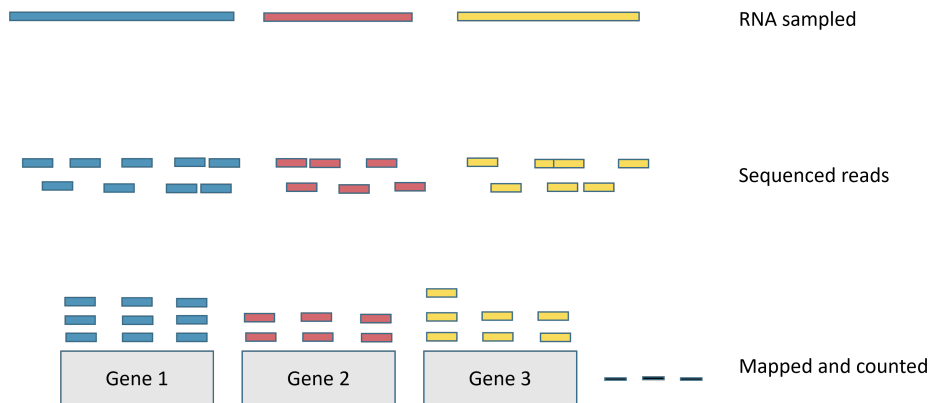 RNA sampled
Sequenced reads
Gene 1
Gene 2
Gene 3
Mapped and counted